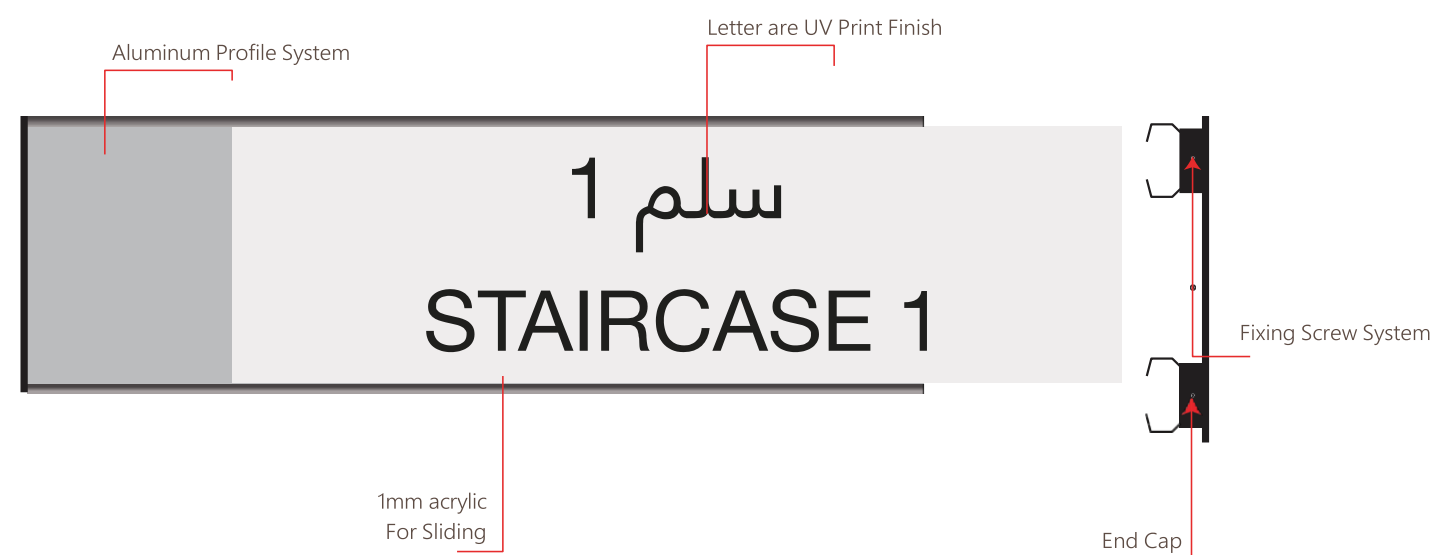 Letter are UV Print Finish
Aluminum Profile System
سلم 1
STAIRCASE 1
Fixing Screw System
1mm acrylic
For Sliding
End Cap